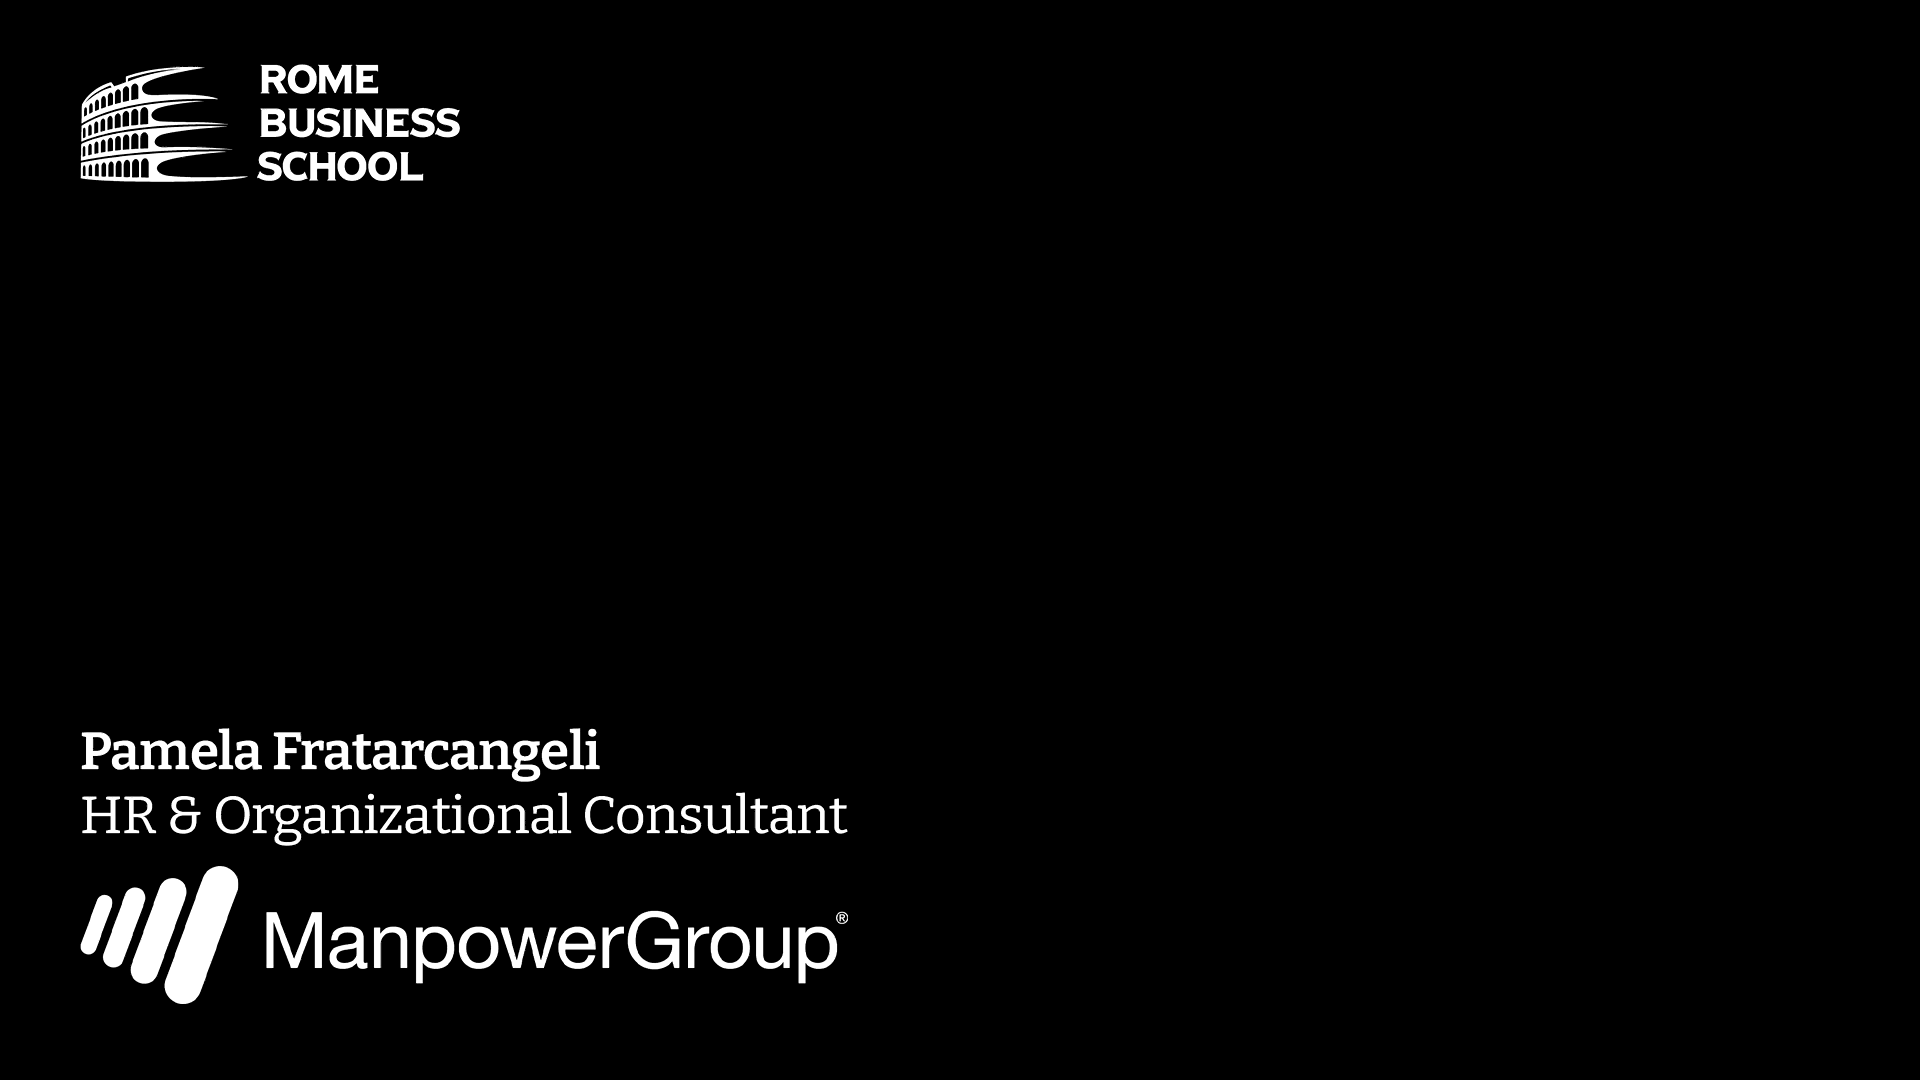 ROME
BUSINESS
SCHOOL
Pamela Fratarcangeli
HR & Organizational Consultant
ManpowerGroup®